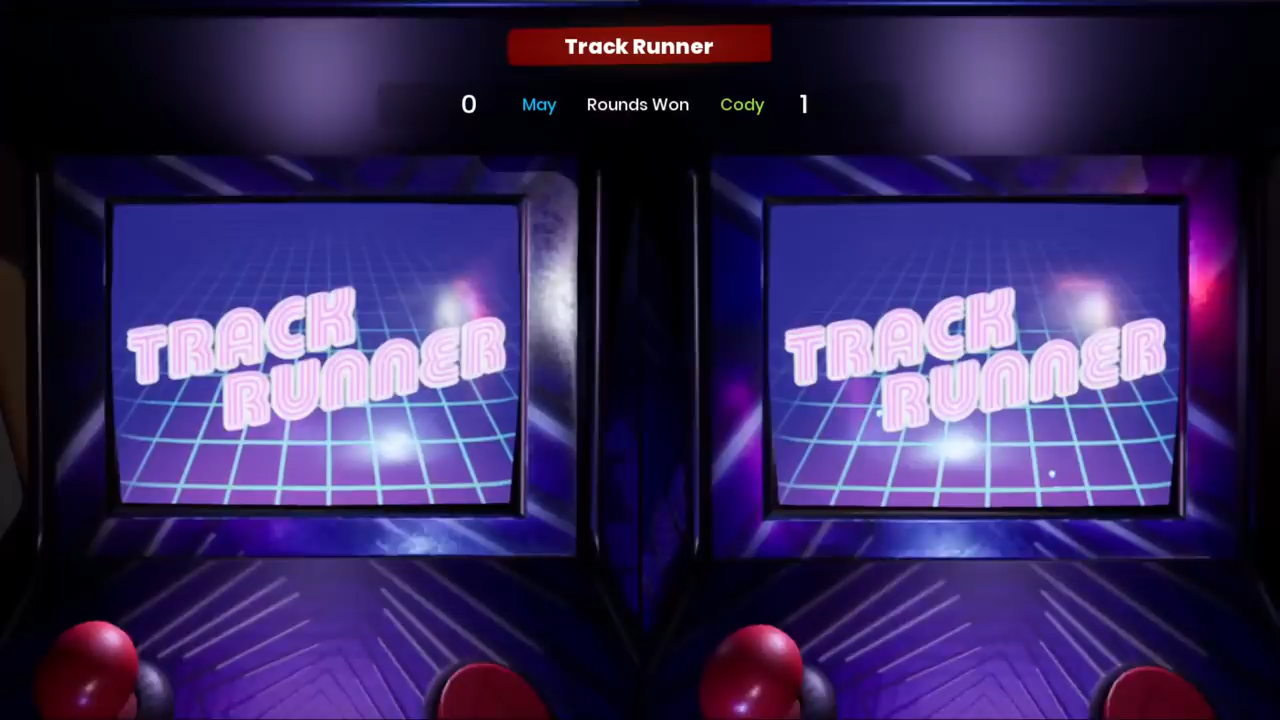 Track Runner
0 May Rounds Won Cody 1
TRACK
RUNNER
TRACK
RUNNER